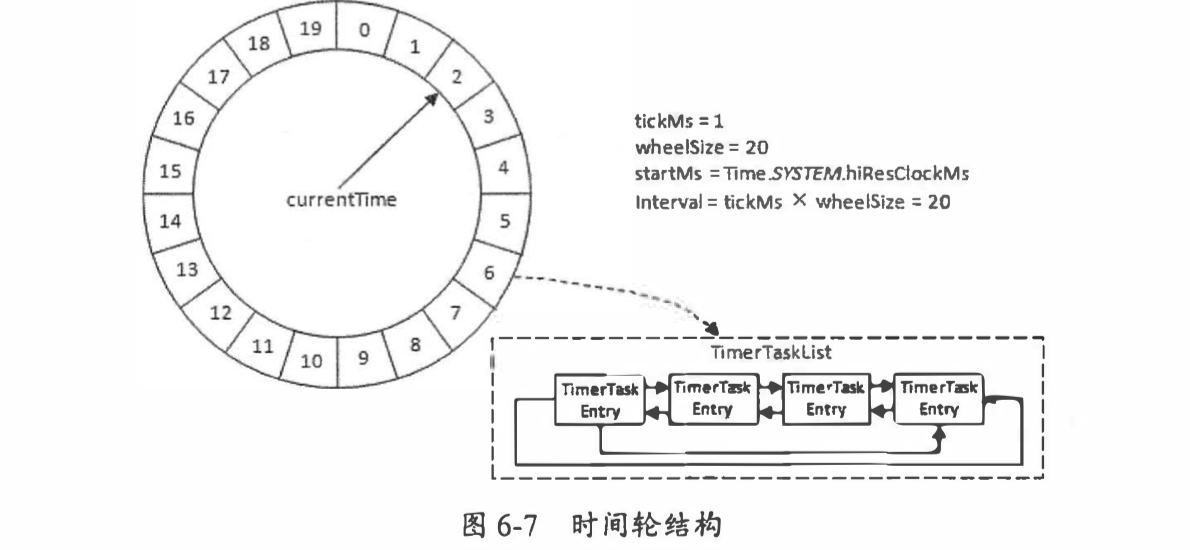 0
1
2
3
4
5
6
7
8
9
10
11
12
13
14
15
16
17
18
19
currentTime
tickMs = 1
wheelSize = 20
startMs = Time.SYSTEM.hiResClockMs
Interval = tickMs × wheelSize = 20
TimerTaskList
TimerTask
Entry
TimerTask
Entry
TimerTask
Entry
TimerTask
Entry
图 6-7 时间轮结构